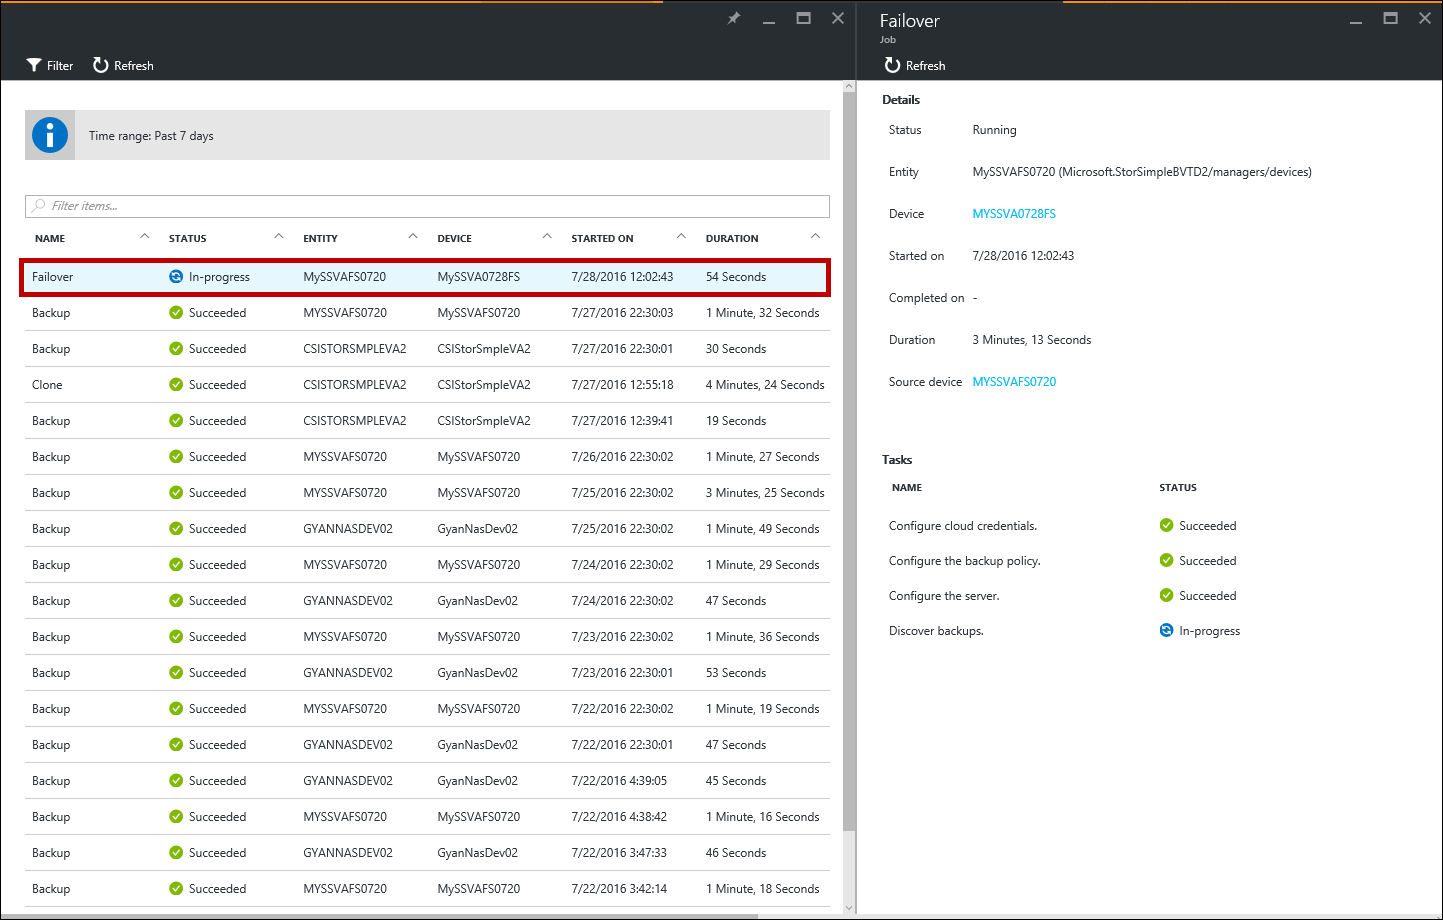 Filter Refresh
Time range: Past 7 days
Filter items...
NAME STATUS ENTITY DEVICE STARTED ON DURATION
Failover In-progress MySSVAFS0720 MySSVA0728FS 7/28/2016 12:02:43 54 Seconds
Backup Succeeded MYSSVAFS0720 MySSVAFS0720 7/27/2016 22:30:03 1 Minute, 32 Seconds
Backup Succeeded CSISTORSMPLEVA2 CSIStorSmpleVA2 7/27/2016 22:30:01 30 Seconds
Clone Succeeded CSISTORSMPLEVA2 CSIStorSmpleVA2 7/27/2016 12:55:18 4 Minutes, 24 Seconds
Backup Succeeded CSISTORSMPLEVA2 CSIStorSmpleVA2 7/27/2016 12:39:41 19 Seconds
Backup Succeeded MYSSVAFS0720 MySSVAFS0720 7/26/2016 22:30:02 1 Minute, 27 Seconds
Backup Succeeded MYSSVAFS0720 MySSVAFS0720 7/25/2016 22:30:02 3 Minutes, 25 Seconds
Backup Succeeded GYANNASDEV02 GyanNasDev02 7/25/2016 22:30:02 1 Minute, 49 Seconds
Backup Succeeded MYSSVAFS0720 MySSVAFS0720 7/24/2016 22:30:02 1 Minute, 29 Seconds
Backup Succeeded GYANNASDEV02 GyanNasDev02 7/24/2016 22:30:02 47 Seconds
Backup Succeeded MYSSVAFS0720 MySSVAFS0720 7/23/2016 22:30:02 1 Minute, 36 Seconds
Backup Succeeded GYANNASDEV02 GyanNasDev02 7/23/2016 22:30:01 53 Seconds
Backup Succeeded MYSSVAFS0720 MySSVAFS0720 7/22/2016 22:30:02 1 Minute, 19 Seconds
Backup Succeeded GYANNASDEV02 GyanNasDev02 7/22/2016 22:30:01 47 Seconds
Backup Succeeded GYANNASDEV02 GyanNasDev02 7/22/2016 4:39:05 45 Seconds
Backup Succeeded MYSSVAFS0720 MySSVAFS0720 7/22/2016 4:38:42 1 Minute, 16 Seconds
Backup Succeeded GYANNASDEV02 GyanNasDev02 7/22/2016 3:47:33 46 Seconds
Backup Succeeded MYSSVAFS0720 MySSVAFS0720 7/22/2016 3:42:14 1 Minute, 18 Seconds
Failover
Job
Refresh
Details
Status Running
Entity MySSVAFS0720 (Microsoft.StorSimpleBVTD2/managers/devices)
Device MYSSVA0728FS
Started on 7/28/2016 12:02:43
Completed on -
Duration 3 Minutes, 13 Seconds
Source device MYSSVAFS0720
Tasks
NAME STATUS
Configure cloud credentials. Succeeded
Configure the backup policy. Succeeded
Configure the server. Succeeded
Discover backups. In-progress